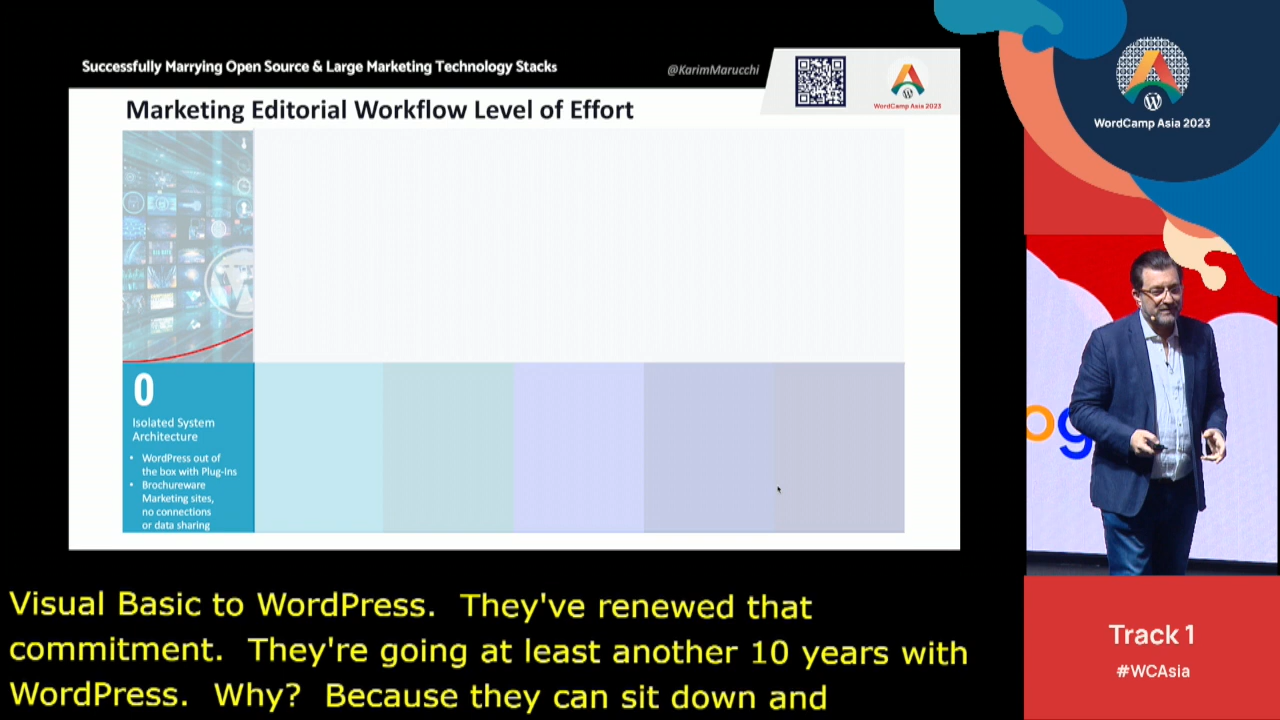 Successfully Marrying Open Source & Large Marketing Technology Stacks
@KarimMarucchi
WordCamp Asia 2023
WordCamp Asia 2023
Marketing Editorial Workflow Level of Effort
0
Isolated System
Architecture
• WordPress out of
the box with Plug-Ins
• Brochureware
Marketing sites,
no connections
or data sharing
og
Visual Basic to WordPress. They've renewed that
commitment. They're going at least another 10 years with
WordPress. Why? Because they can sit down and
Track 1
#WCAsia